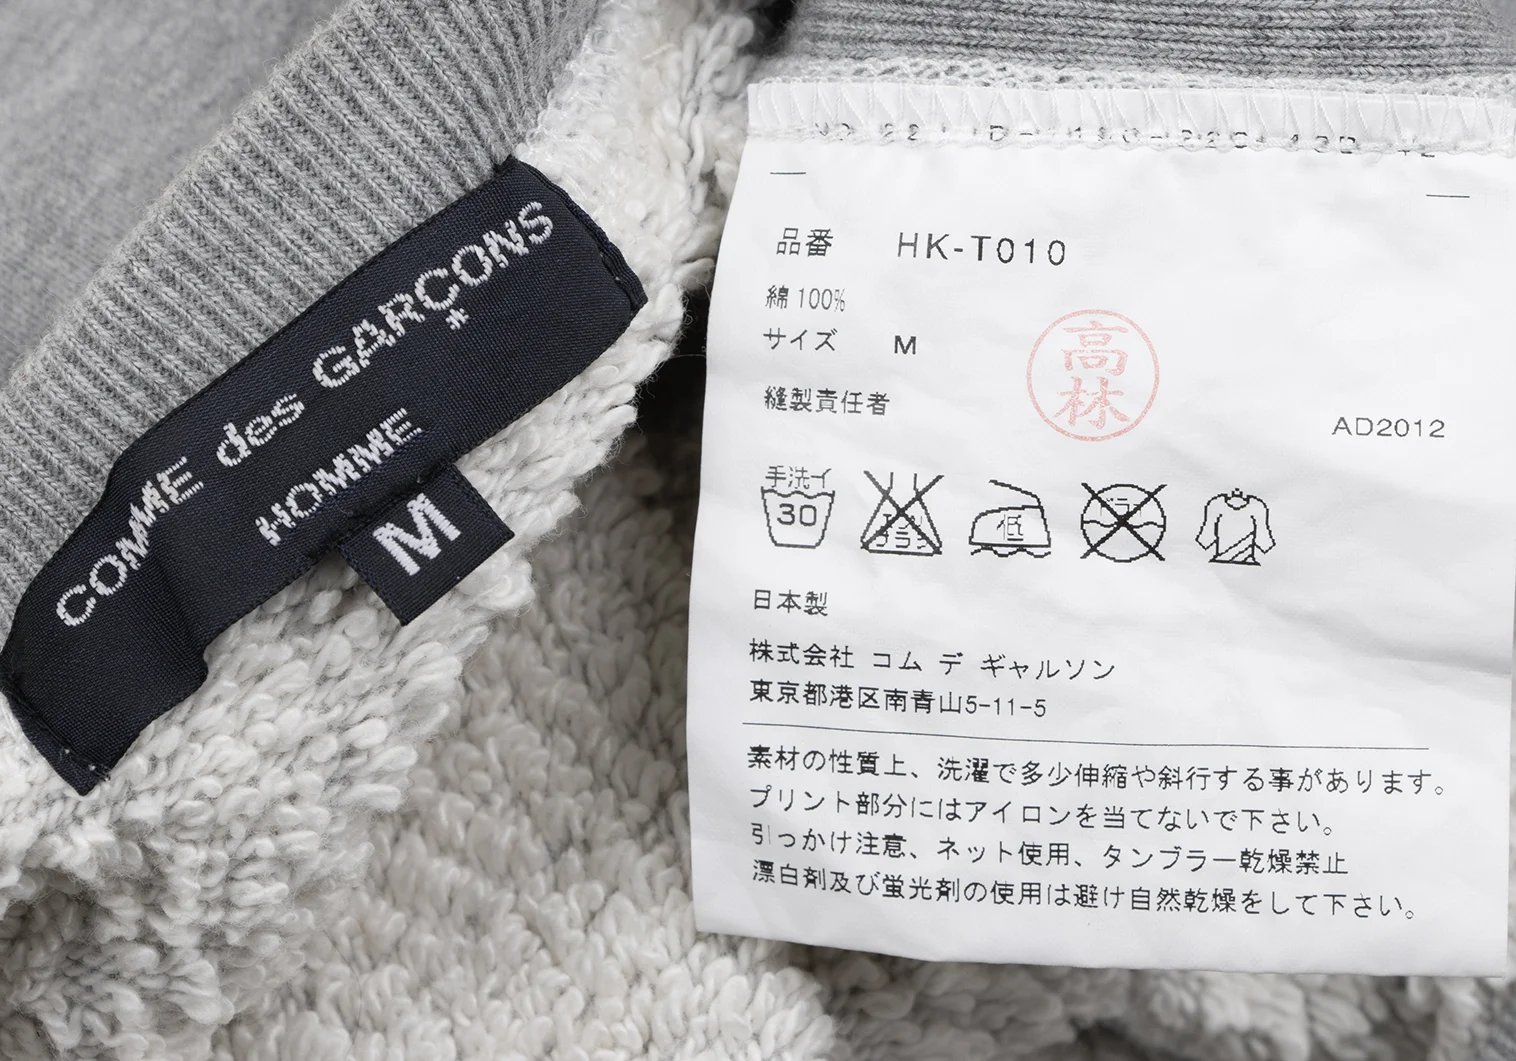 COMME des GARÇONS
HOMME
M
品番 HK-T010
綿 100%
サイズ M
高林
縫製責任者
AD2012
手洗イ
30
低
日本製
株式会社 コム デ ギャルソン
東京都港区南青山5-11-5
素材の性質上、洗濯で多少伸縮や斜行する事があります。
プリント部分にはアイロンを当てないで下さい。
引っかけ注意、ネット使用、タンブラー乾燥禁止
漂白剤及び蛍光剤の使用は避け自然乾燥をして下さい。